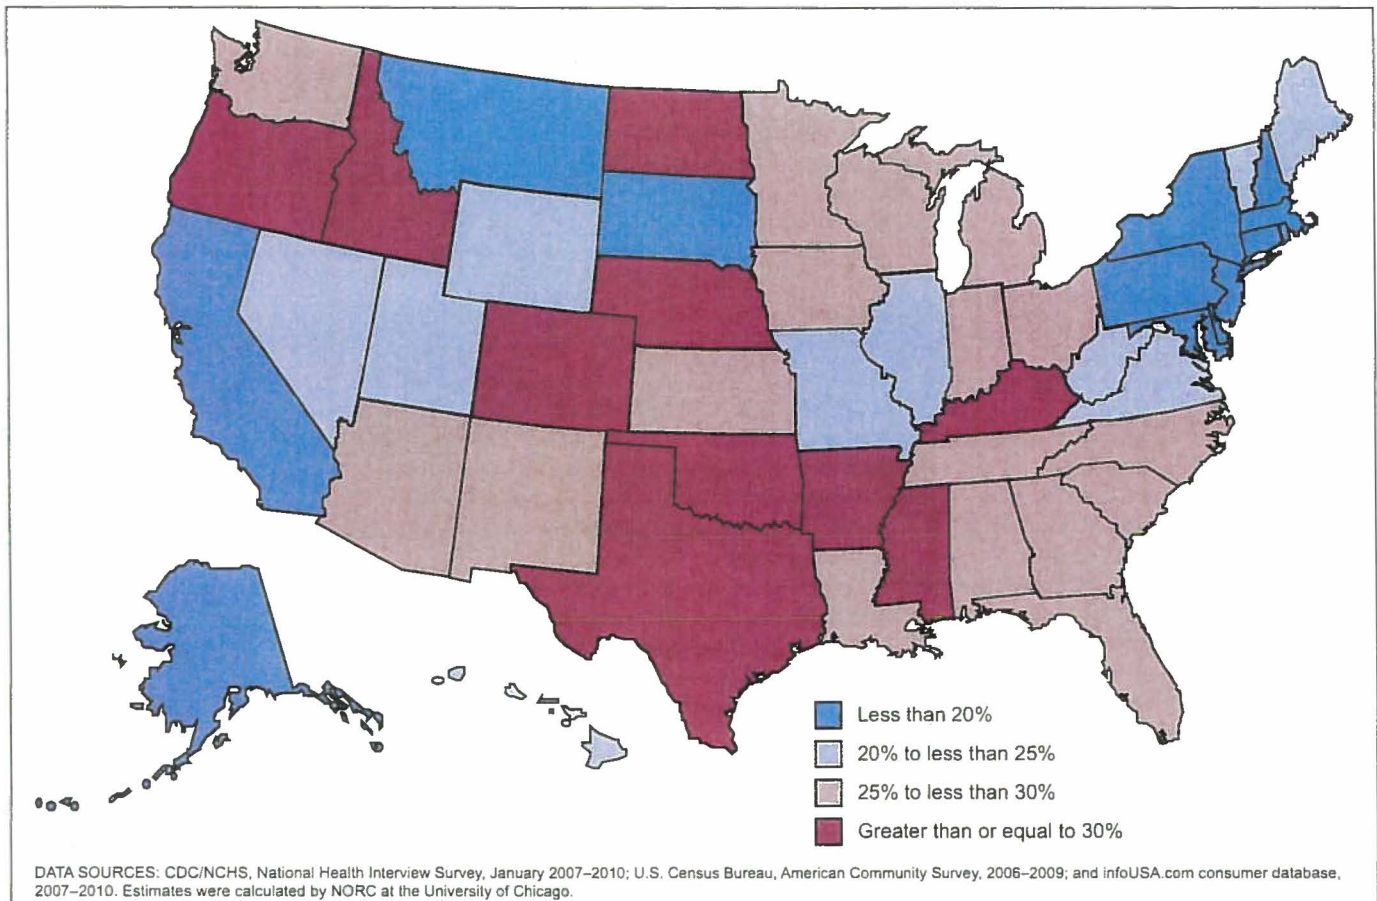 Less than 20%
20% to less than 25%
25% to less than 30%
Greater than or equal to 30%
DATA SOURCES: CDC/NCHS, National Health Interview Survey, January 2007–2010; U.S. Census Bureau, American Community Survey, 2006–2009; and infoUSA.com consumer database,
2007–2010. Estimates were calculated by NORC at the University of Chicago.